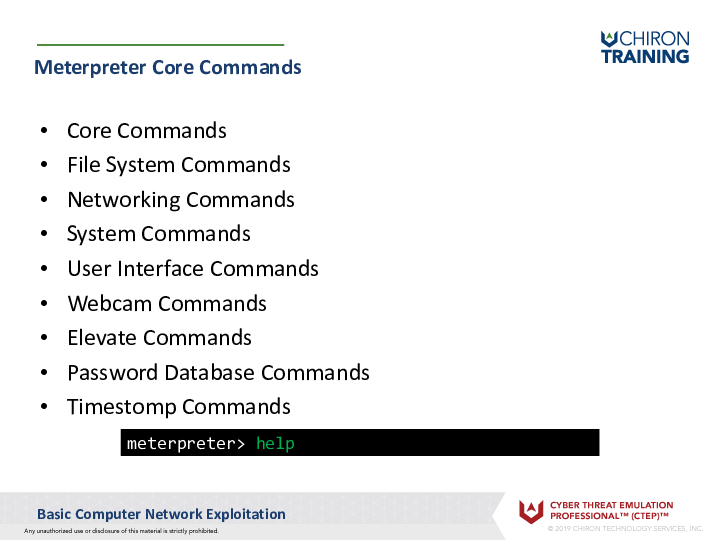 CHIRON
TRAINING
Meterpreter Core Commands
• Core Commands
• File System Commands
• Networking Commands
• System Commands
• User Interface Commands
• Webcam Commands
• Elevate Commands
• Password Database Commands
• Timestomp Commands
meterpreter> help
Basic Computer Network Exploitation
Any unauthorized use or disclosure of this material is strictly prohibited.
CYBER THREAT EMULATION
PROFESSIONAL™ (CTEP)™
© 2019 CHIRON TECHNOLOGY SERVICES, INC.